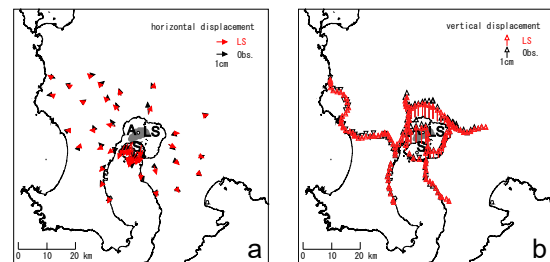 horizontal displacement
LS
Obs.
1cm
A
LS
S
0 10 20
km
a
vertical displacement
LS
Obs.
1cm
LS
S
0 10 20
km
b